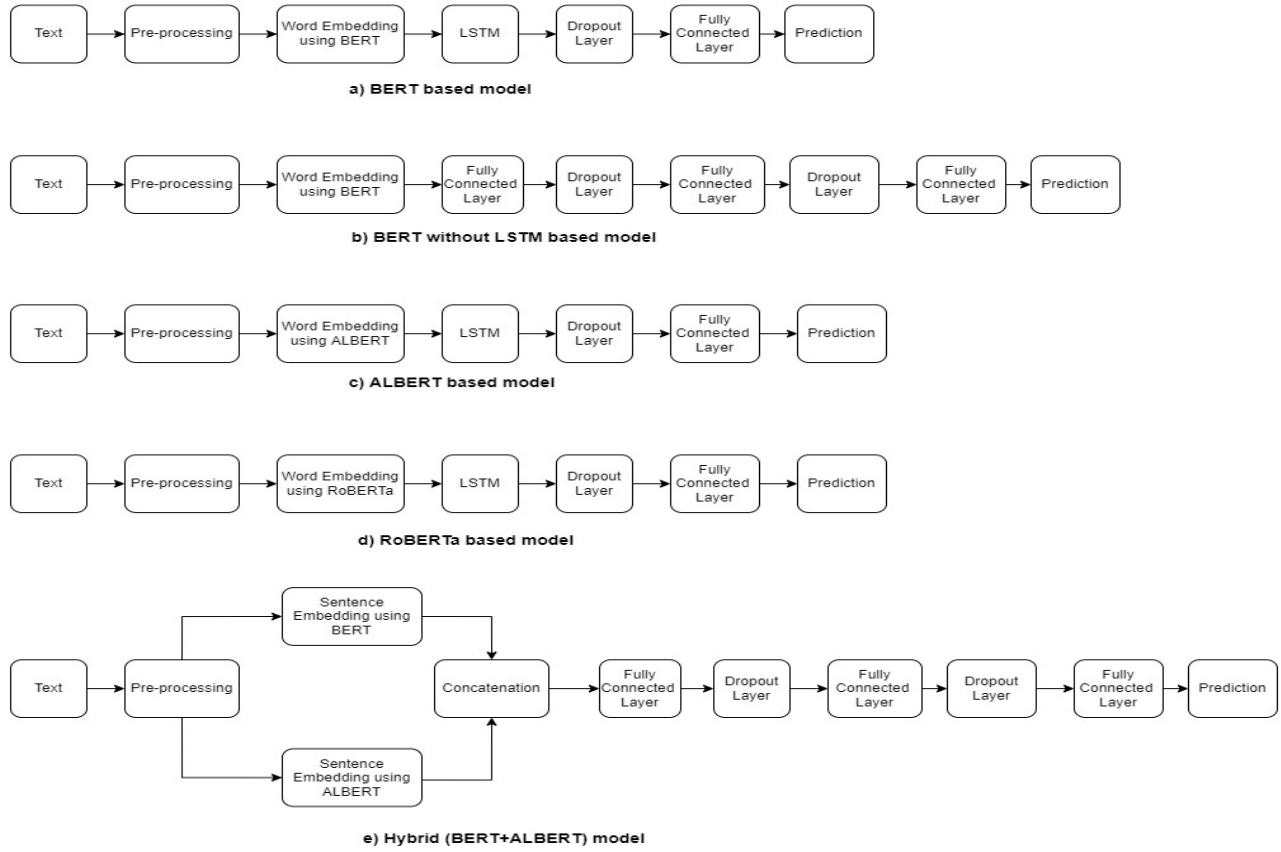 Text
Pre-processing
Word Embedding
using BERT
LSTM
Dropout
Layer
Fully
Connected
Layer
Prediction
a) BERT based model
Text
Pre-processing
Word Embedding
using BERT
Fully
Connected
Layer
Dropout
Layer
Fully
Connected
Layer
Dropout
Layer
Fully
Connected
Layer
Prediction
b) BERT without LSTM based model
Text
Pre-processing
Word Embedding
using ALBERT
LSTM
Dropout
Layer
Fully
Connected
Layer
Prediction
c) ALBERT based model
Text
Pre-processing
Word Embedding
using RoBERTa
LSTM
Dropout
Layer
Fully
Connected
Layer
Prediction
d) RoBERTa based model
Text
Pre-processing
Sentence
Embedding using
BERT
Sentence
Embedding using
ALBERT
Concatenation
Fully
Connected
Layer
Dropout
Layer
Fully
Connected
Layer
Dropout
Layer
Fully
Connected
Layer
Prediction
e) Hybrid (BERT+ALBERT) model